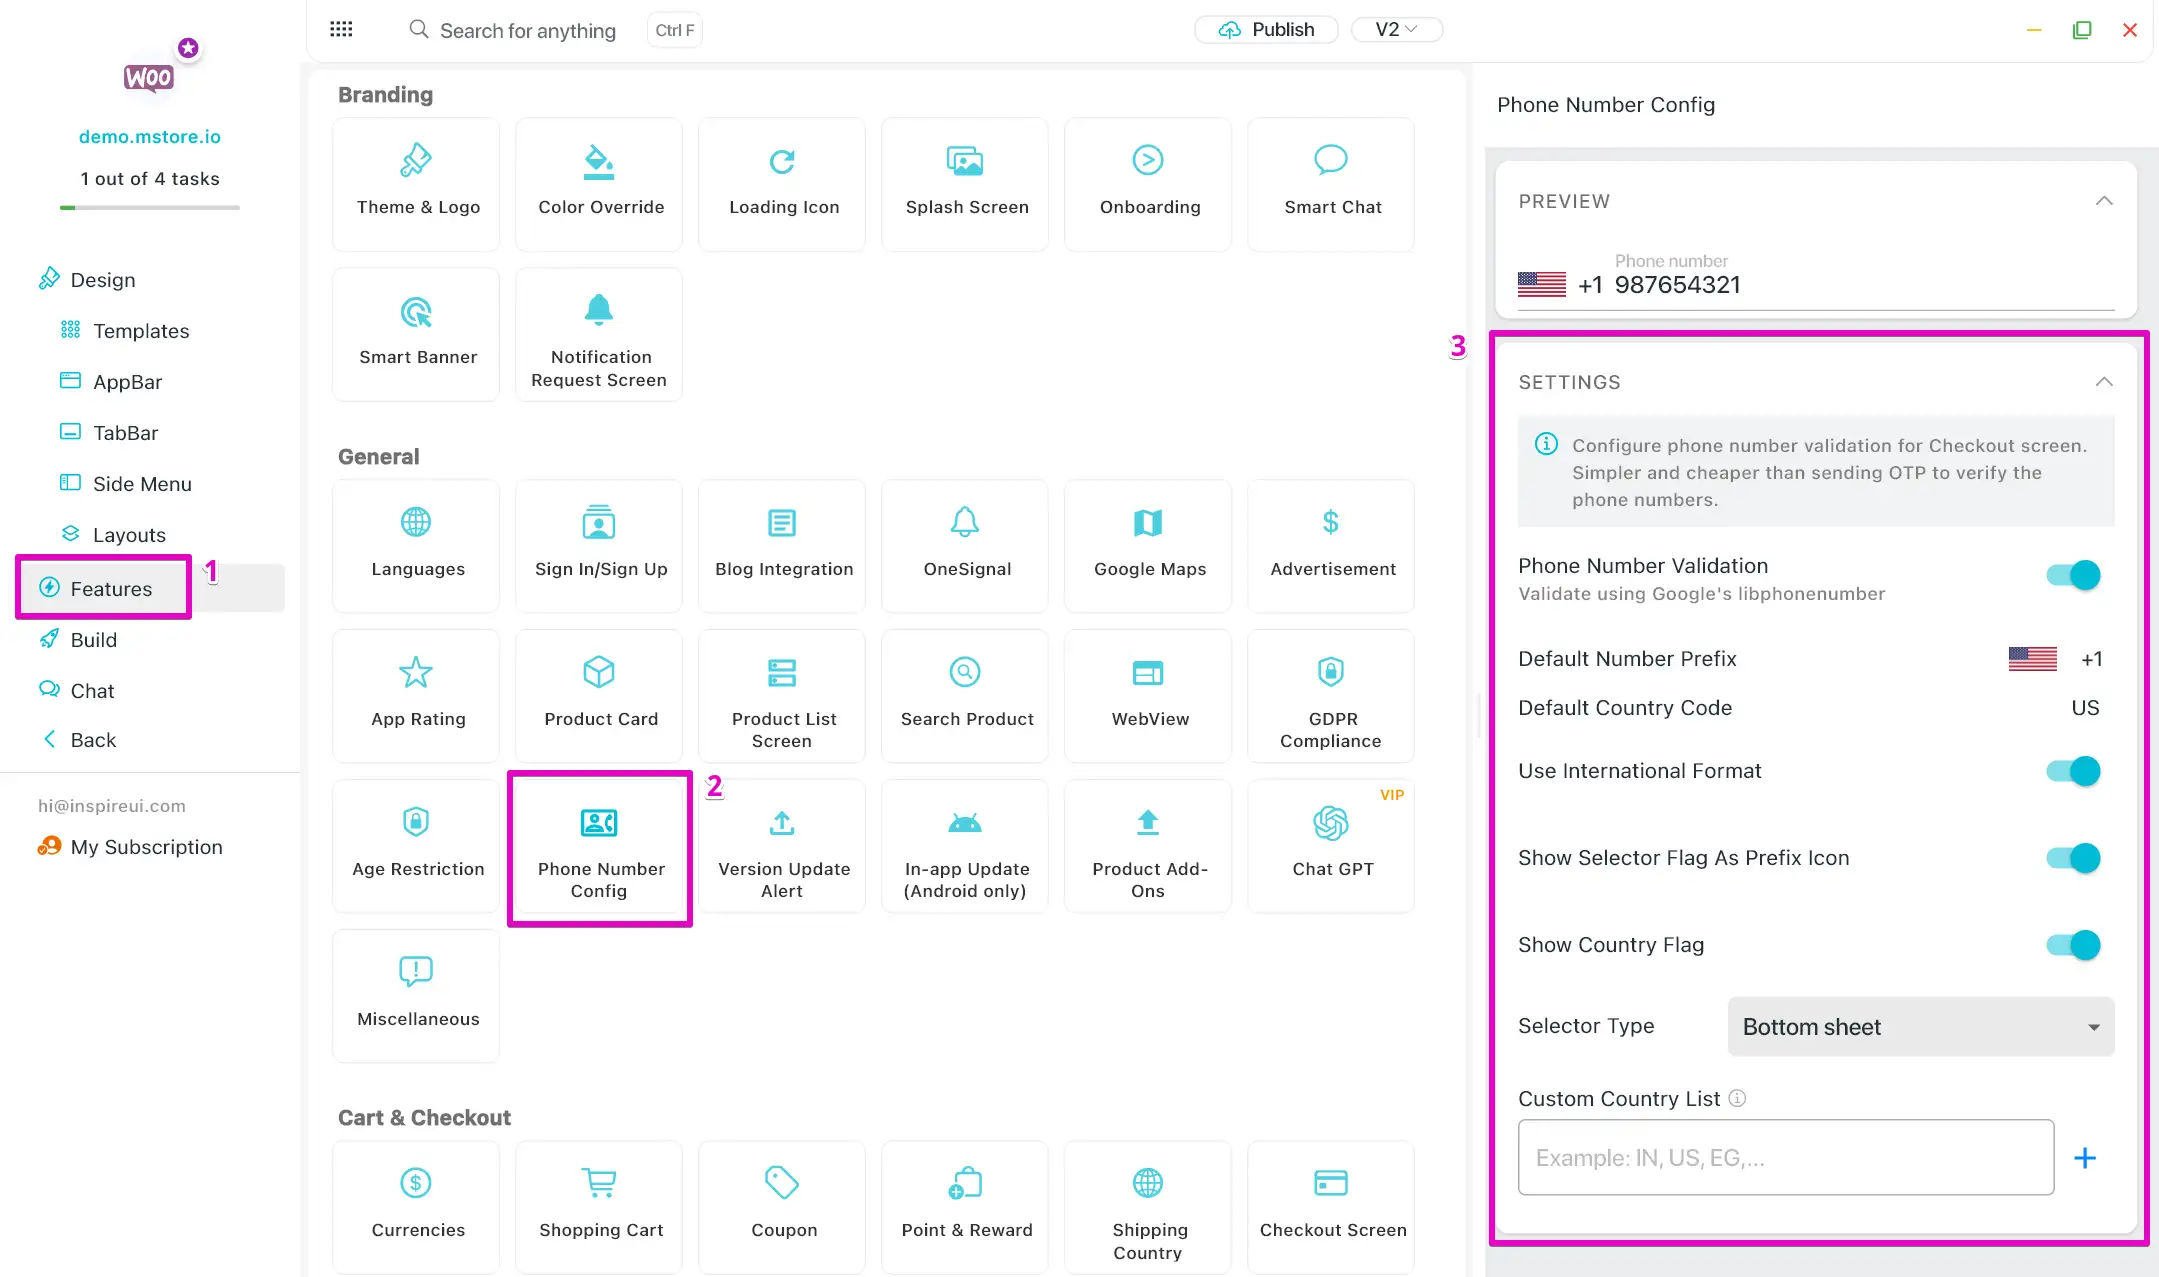 Search for anything
Ctrl F
Publish
V2
WOO
demo.mstore.io
1 out of 4 tasks
Design
Templates
AppBar
TabBar
Side Menu
Layouts
Features
1
Build
Chat
Back
hi@inspireui.com
My Subscription
Branding
Theme & Logo
Color Override
Loading Icon
Splash Screen
Onboarding
Smart Chat
Smart Banner
Notification
Request Screen
General
Languages
Sign In/Sign Up
Blog Integration
OneSignal
Google Maps
Advertisement
App Rating
Product Card
Product List
Screen
Search Product
WebView
GDPR
Compliance
Age Restriction
Phone Number
Config
2
Version Update
Alert
In-app Update
(Android only)
Product Add-
Ons
VIP
Chat GPT
Miscellaneous
Cart & Checkout
Currencies
Shopping Cart
Coupon
Point & Reward
Shipping
Country
Checkout Screen
Phone Number Config
PREVIEW
Phone number
+1 987654321
3
SETTINGS
Configure phone number validation for Checkout screen.
Simpler and cheaper than sending OTP to verify the
phone numbers.
Phone Number Validation
Validate using Google's libphonenumber
Default Number Prefix +1
Default Country Code US
Use International Format
Show Selector Flag As Prefix Icon
Show Country Flag
Selector Type Bottom sheet
Custom Country List
Example: IN, US, EG,...